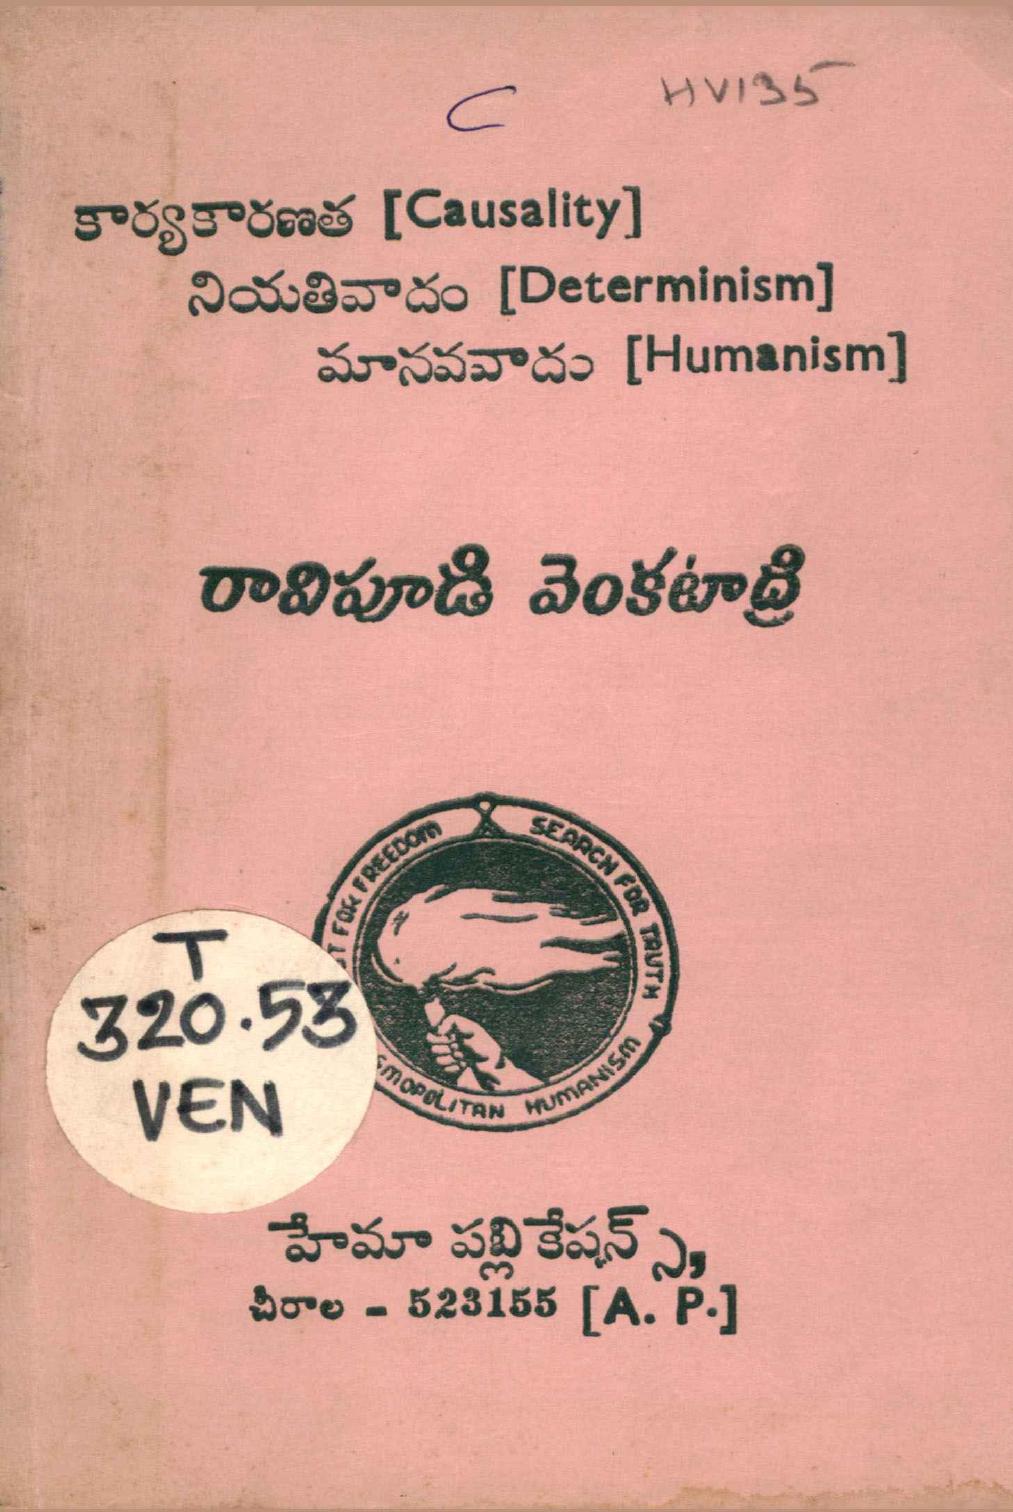 C HV135
కార్యకారణత [Causality]
నియతివాదం [Determinism]
మానవవాదం [Humanism]
రావిపూడి వెంకటాద్రి
FOR FREEDOM
SEARCH FOR TRUTH
HUMANISM
T
320.53
VEN
హేమా పబ్లికేషన్స్,
చీరాల - 523155 [A. P.]